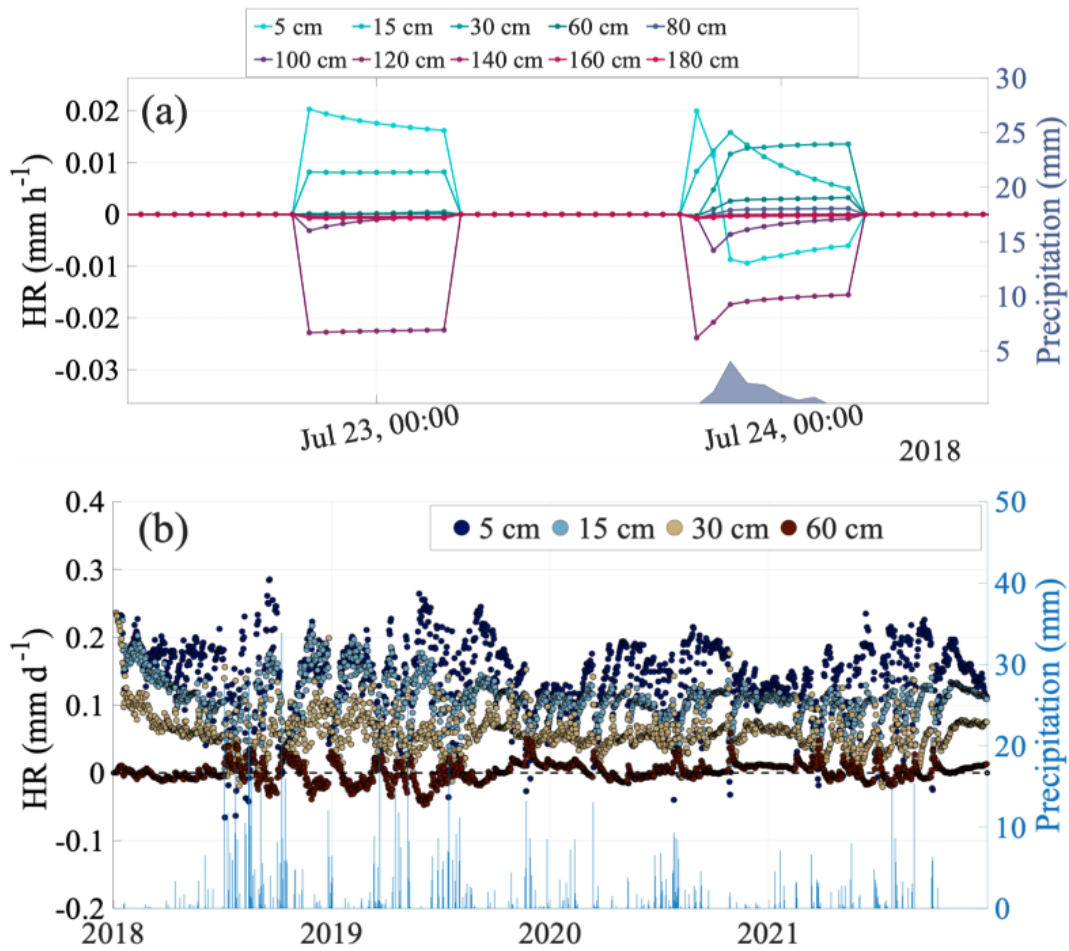 5 cm 15 cm 30 cm 60 cm 80 cm
100 cm 120 cm 140 cm 160 cm 180 cm
(a)
HR (mm h-1)
0.02
0.01
0
-0.01
-0.02
-0.03
Precipitation (mm)
30
25
20
15
10
5
Jul 23, 00:00
Jul 24, 00:00
2018
(b)
5 cm 15 cm 30 cm 60 cm
HR (mm d-1)
0.4
0.3
0.2
0.1
0
-0.1
-0.2
Precipitation (mm)
50
40
30
20
10
0
2018 2019 2020 2021